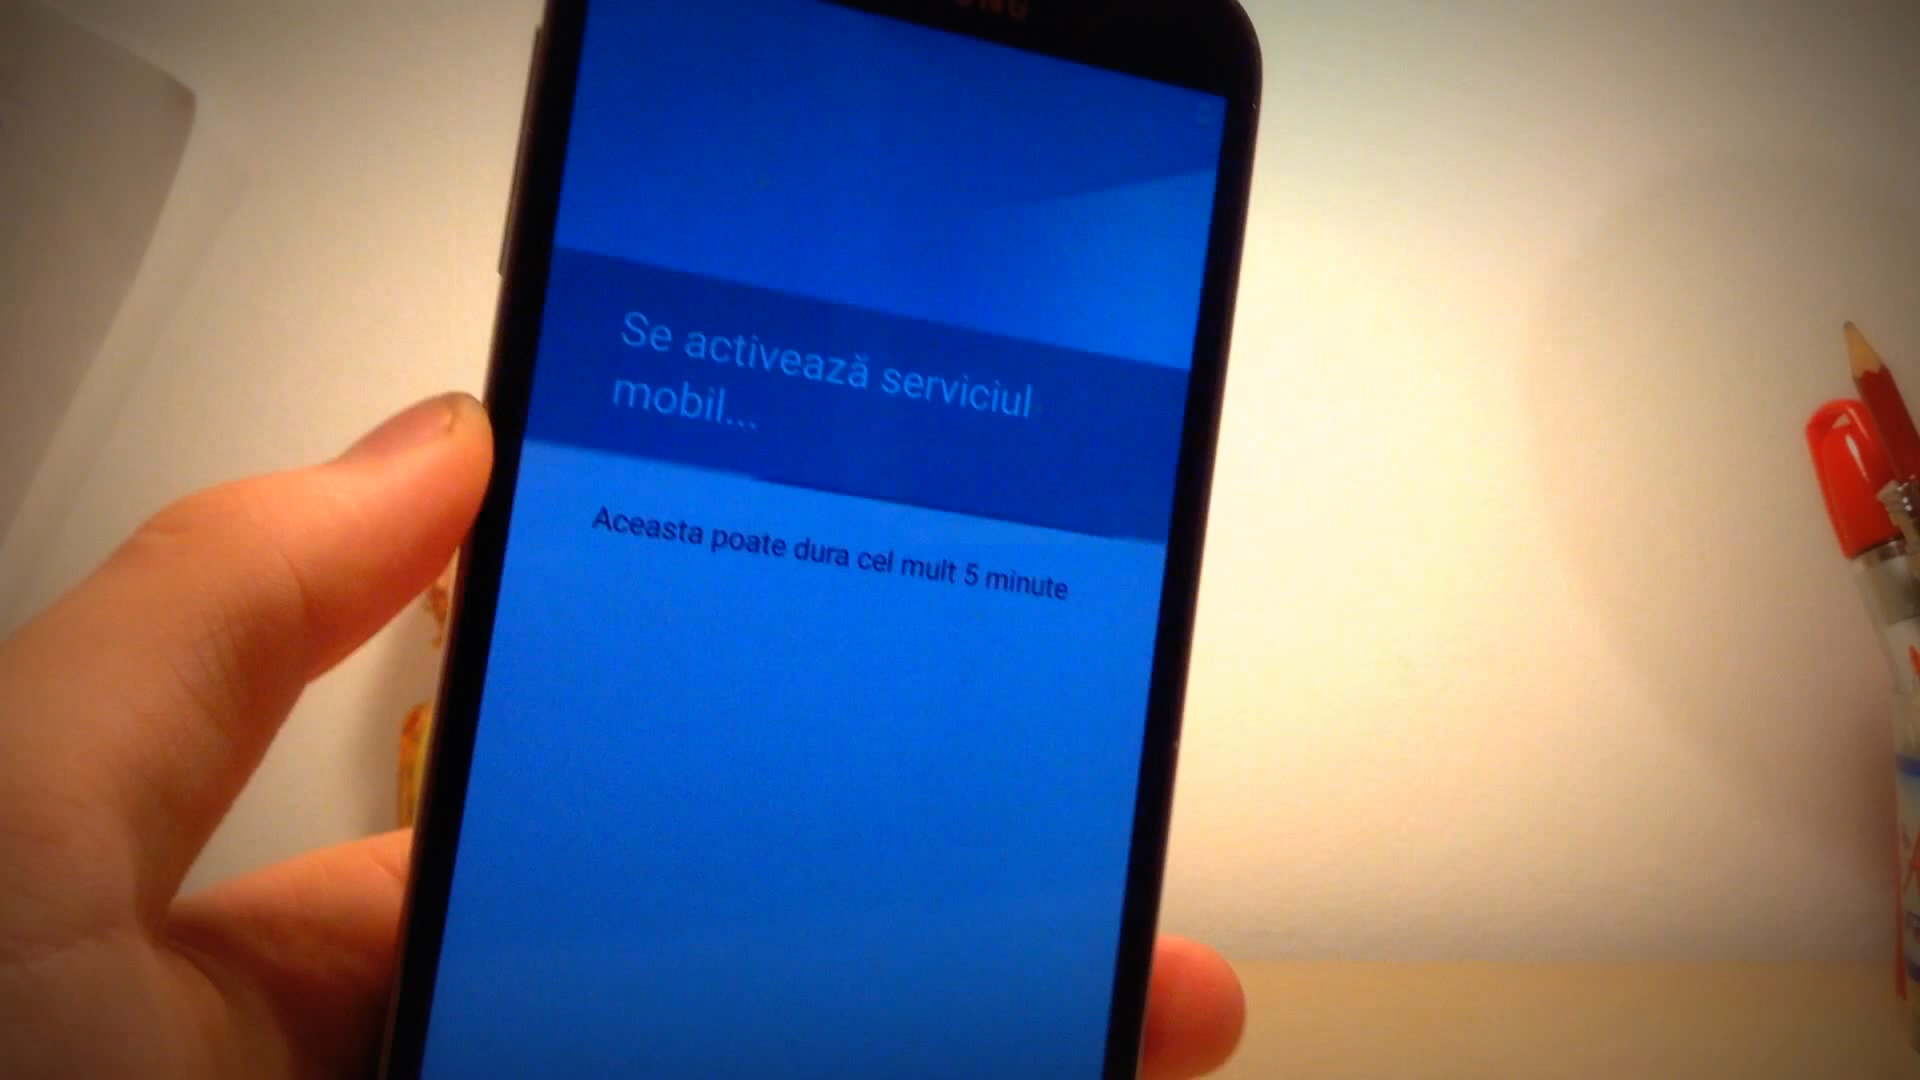 Se activează serviciul
mobil...
Aceasta poate dura cel mult 5 minute